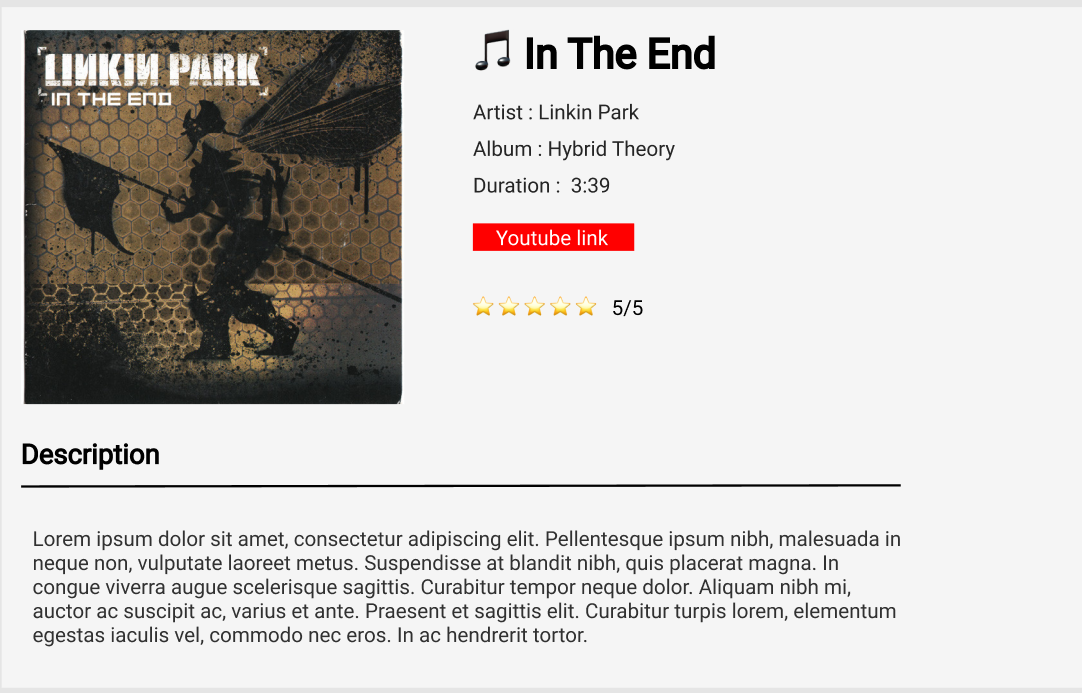 LINKIN PARK
IN THE END
In The End
Artist : Linkin Park
Album : Hybrid Theory
Duration :  3:39
Youtube link
5/5
Description
Lorem ipsum dolor sit amet, consectetur adipiscing elit. Pellentesque ipsum nibh, malesuada in
neque non, vulputate laoreet metus. Suspendisse at blandit nibh, quis placerat magna. In
congue viverra augue scelerisque sagittis. Curabitur tempor neque dolor. Aliquam nibh mi,
auctor ac suscipit ac, varius et ante. Praesent et sagittis elit. Curabitur turpis lorem, elementum
egestas iaculis vel, commodo nec eros. In ac hendrerit tortor.